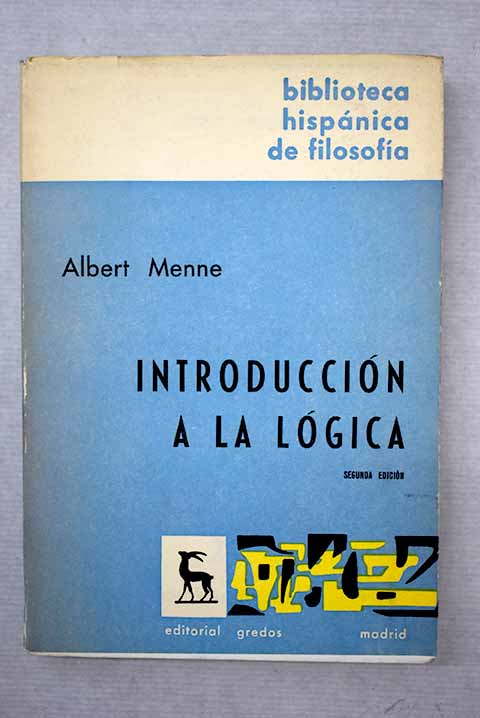 biblioteca
hispánica
de filosofía
Albert Menne
INTRODUCCIÓN
A LA LÓGICA
SEGUNDA EDICIÓN
editorial gredos madrid